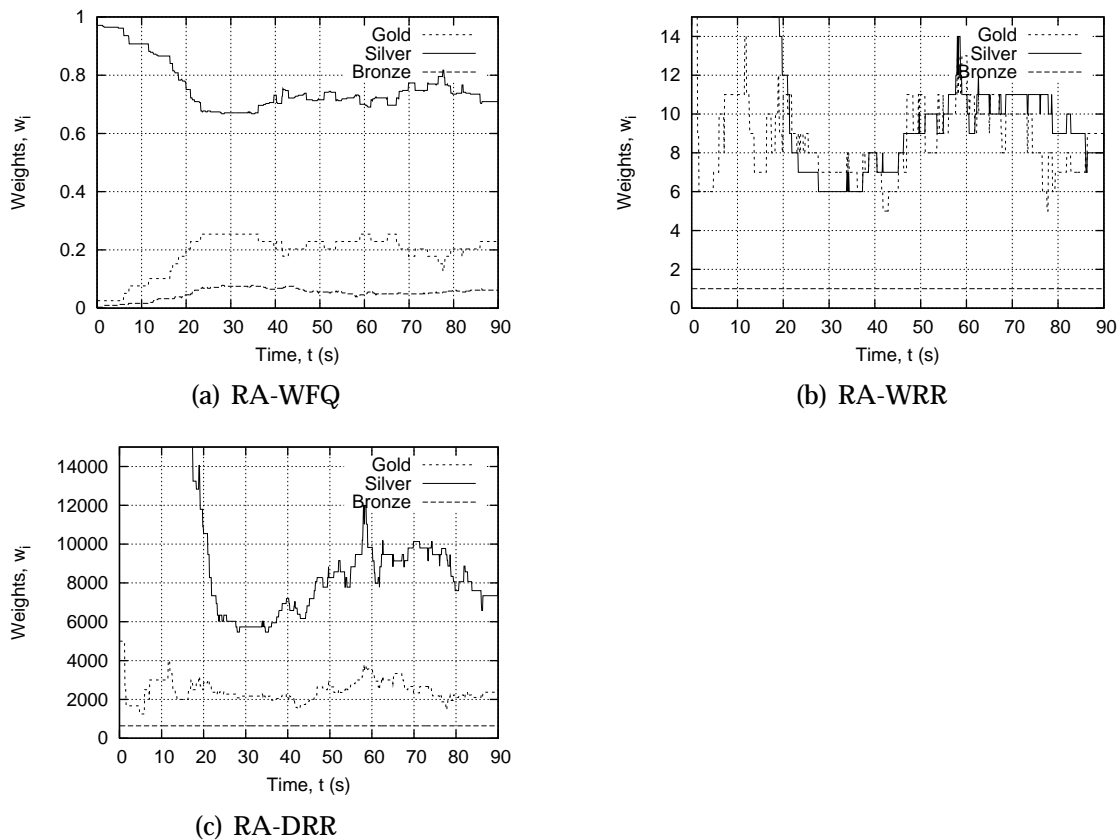 1
0.8
0.6
0.4
0.2
0
0 10 20 30 40 50 60 70 80 90
Weights, wi
Time, t (s)
Gold
Silver
Bronze
(a) RA-WFQ
14
12
10
8
6
4
2
0
0 10 20 30 40 50 60 70 80 90 100
Weights, wi
Time, t (s)
Gold
Silver
Bronze
(b) RA-WRR
14000
12000
10000
8000
6000
4000
2000
0
0 10 20 30 40 50 60 70 80 90
Weights, wi
Time, t (s)
Gold
Silver
Bronze
(c) RA-DRR